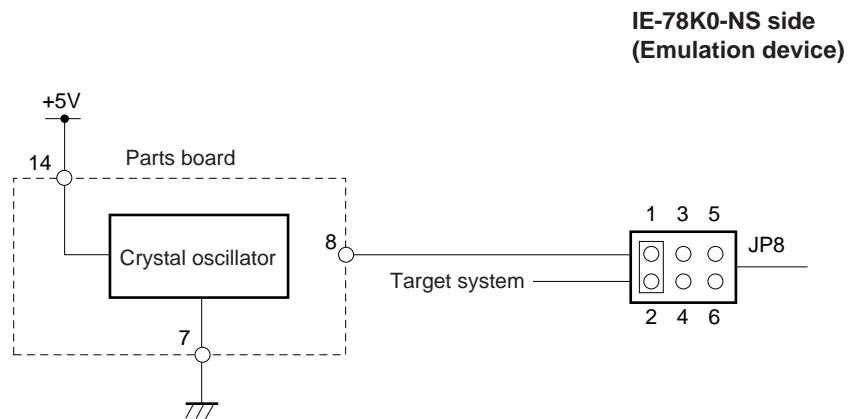 IE-78K0-NS side
(Emulation device)
+5V
14
Parts board
1 3 5
8
JP8
Crystal oscillator
Target system
2 4 6
7